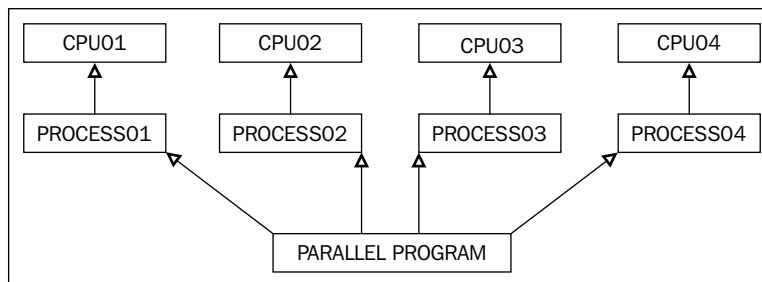 CPU01
CPU02
CPU03
CPU04
PROCESS01
PROCESS02
PROCESS03
PROCESS04
PARALLEL PROGRAM